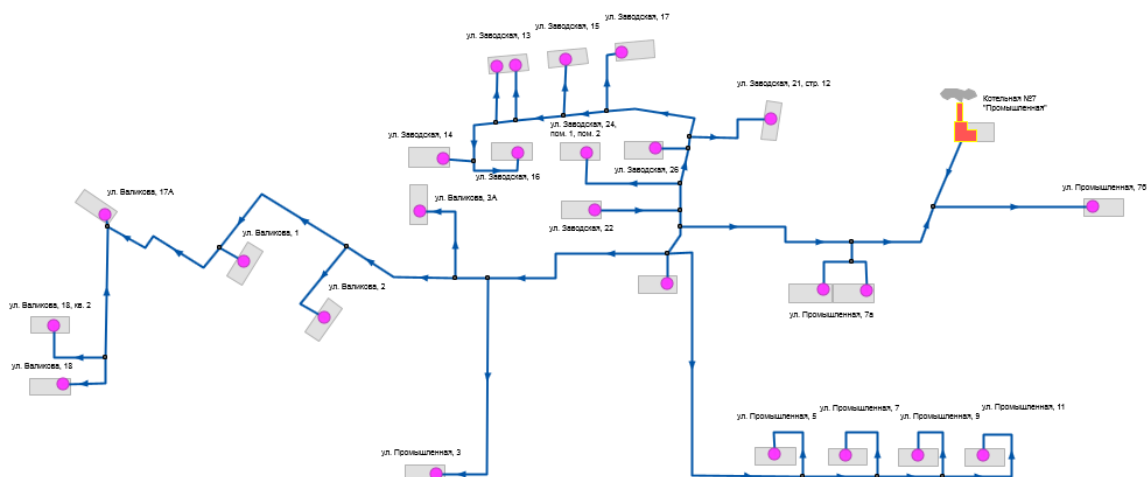 ул. Заводская, 17
ул. Заводская, 15
ул. Заводская, 13
ул. Заводская, 21, стр. 12
Котельная №7
"Промышленная"
ул. Заводская, 24,
пом. 1, пом. 2
ул. Заводская, 14
ул. Заводская, 26
ул. Заводская, 16
ул. Валикова, 17А
ул. Валикова, 3А
ул. Промышленная, 7б
ул. Заводская, 22
ул. Валикова, 1
ул. Валикова, 2
ул. Валикова, 18, кв. 2
ул. Промышленная, 7а
ул. Валикова, 18
ул. Промышленная, 5
ул. Промышленная, 7
ул. Промышленная, 9
ул. Промышленная, 11
ул. Промышленная, 3